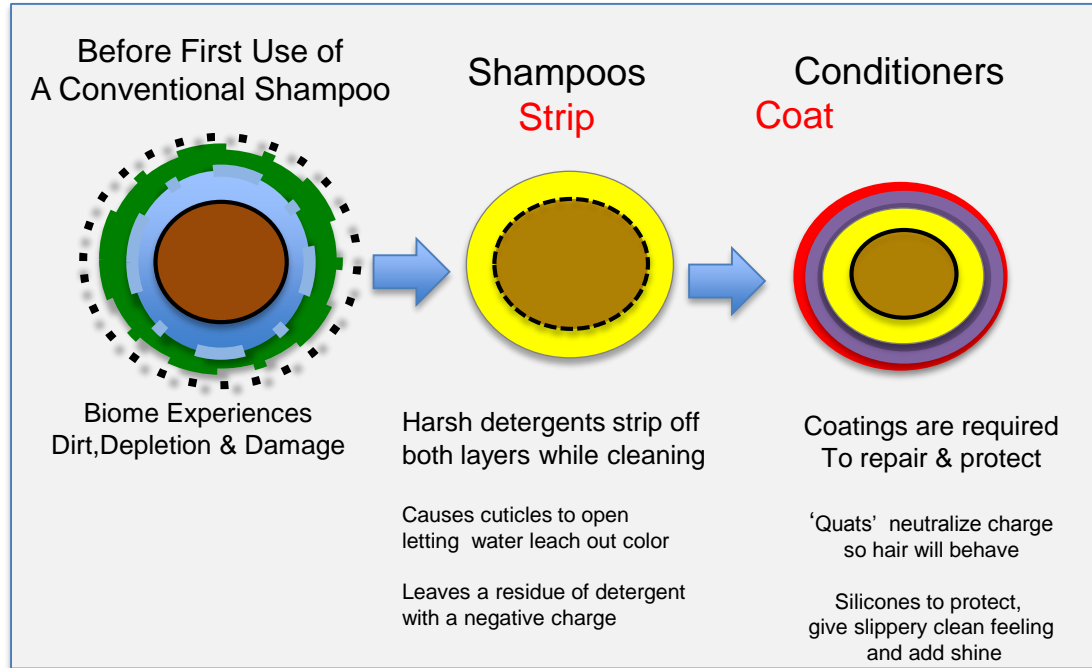 Before First Use of
A Conventional Shampoo
Biome Experiences
Dirt,Depletion & Damage
Shampoos
Strip
Harsh detergents strip off
both layers while cleaning
Causes cuticles to open
letting water leach out color
Leaves a residue of detergent
with a negative charge
Conditioners
Coat
Coatings are required
To repair & protect
‘Quats’ neutralize charge
so hair will behave
Silicones to protect,
give slippery clean feeling
and add shine